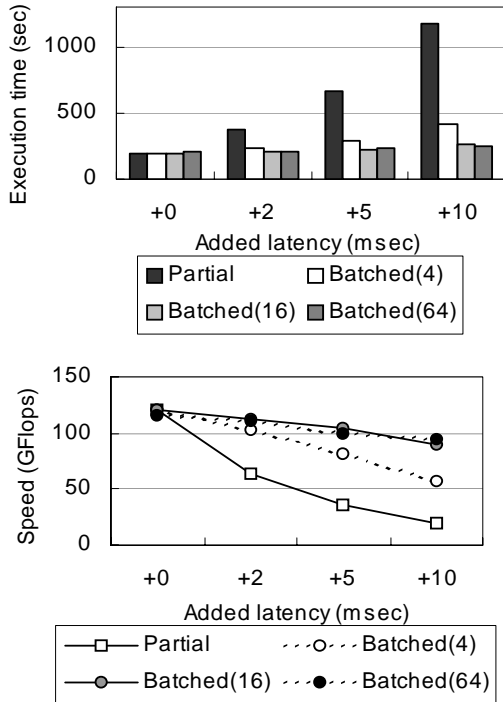 Execution time (sec)
1000
500
0
+0 +2 +5 +10
Added latency (msec)
Partial Batched(4)
Batched(16) Batched(64)
Speed (GFlops)
150
100
50
0
+0 +2 +5 +10
Added latency (msec)
Partial Batched(4)
Batched(16) Batched(64)